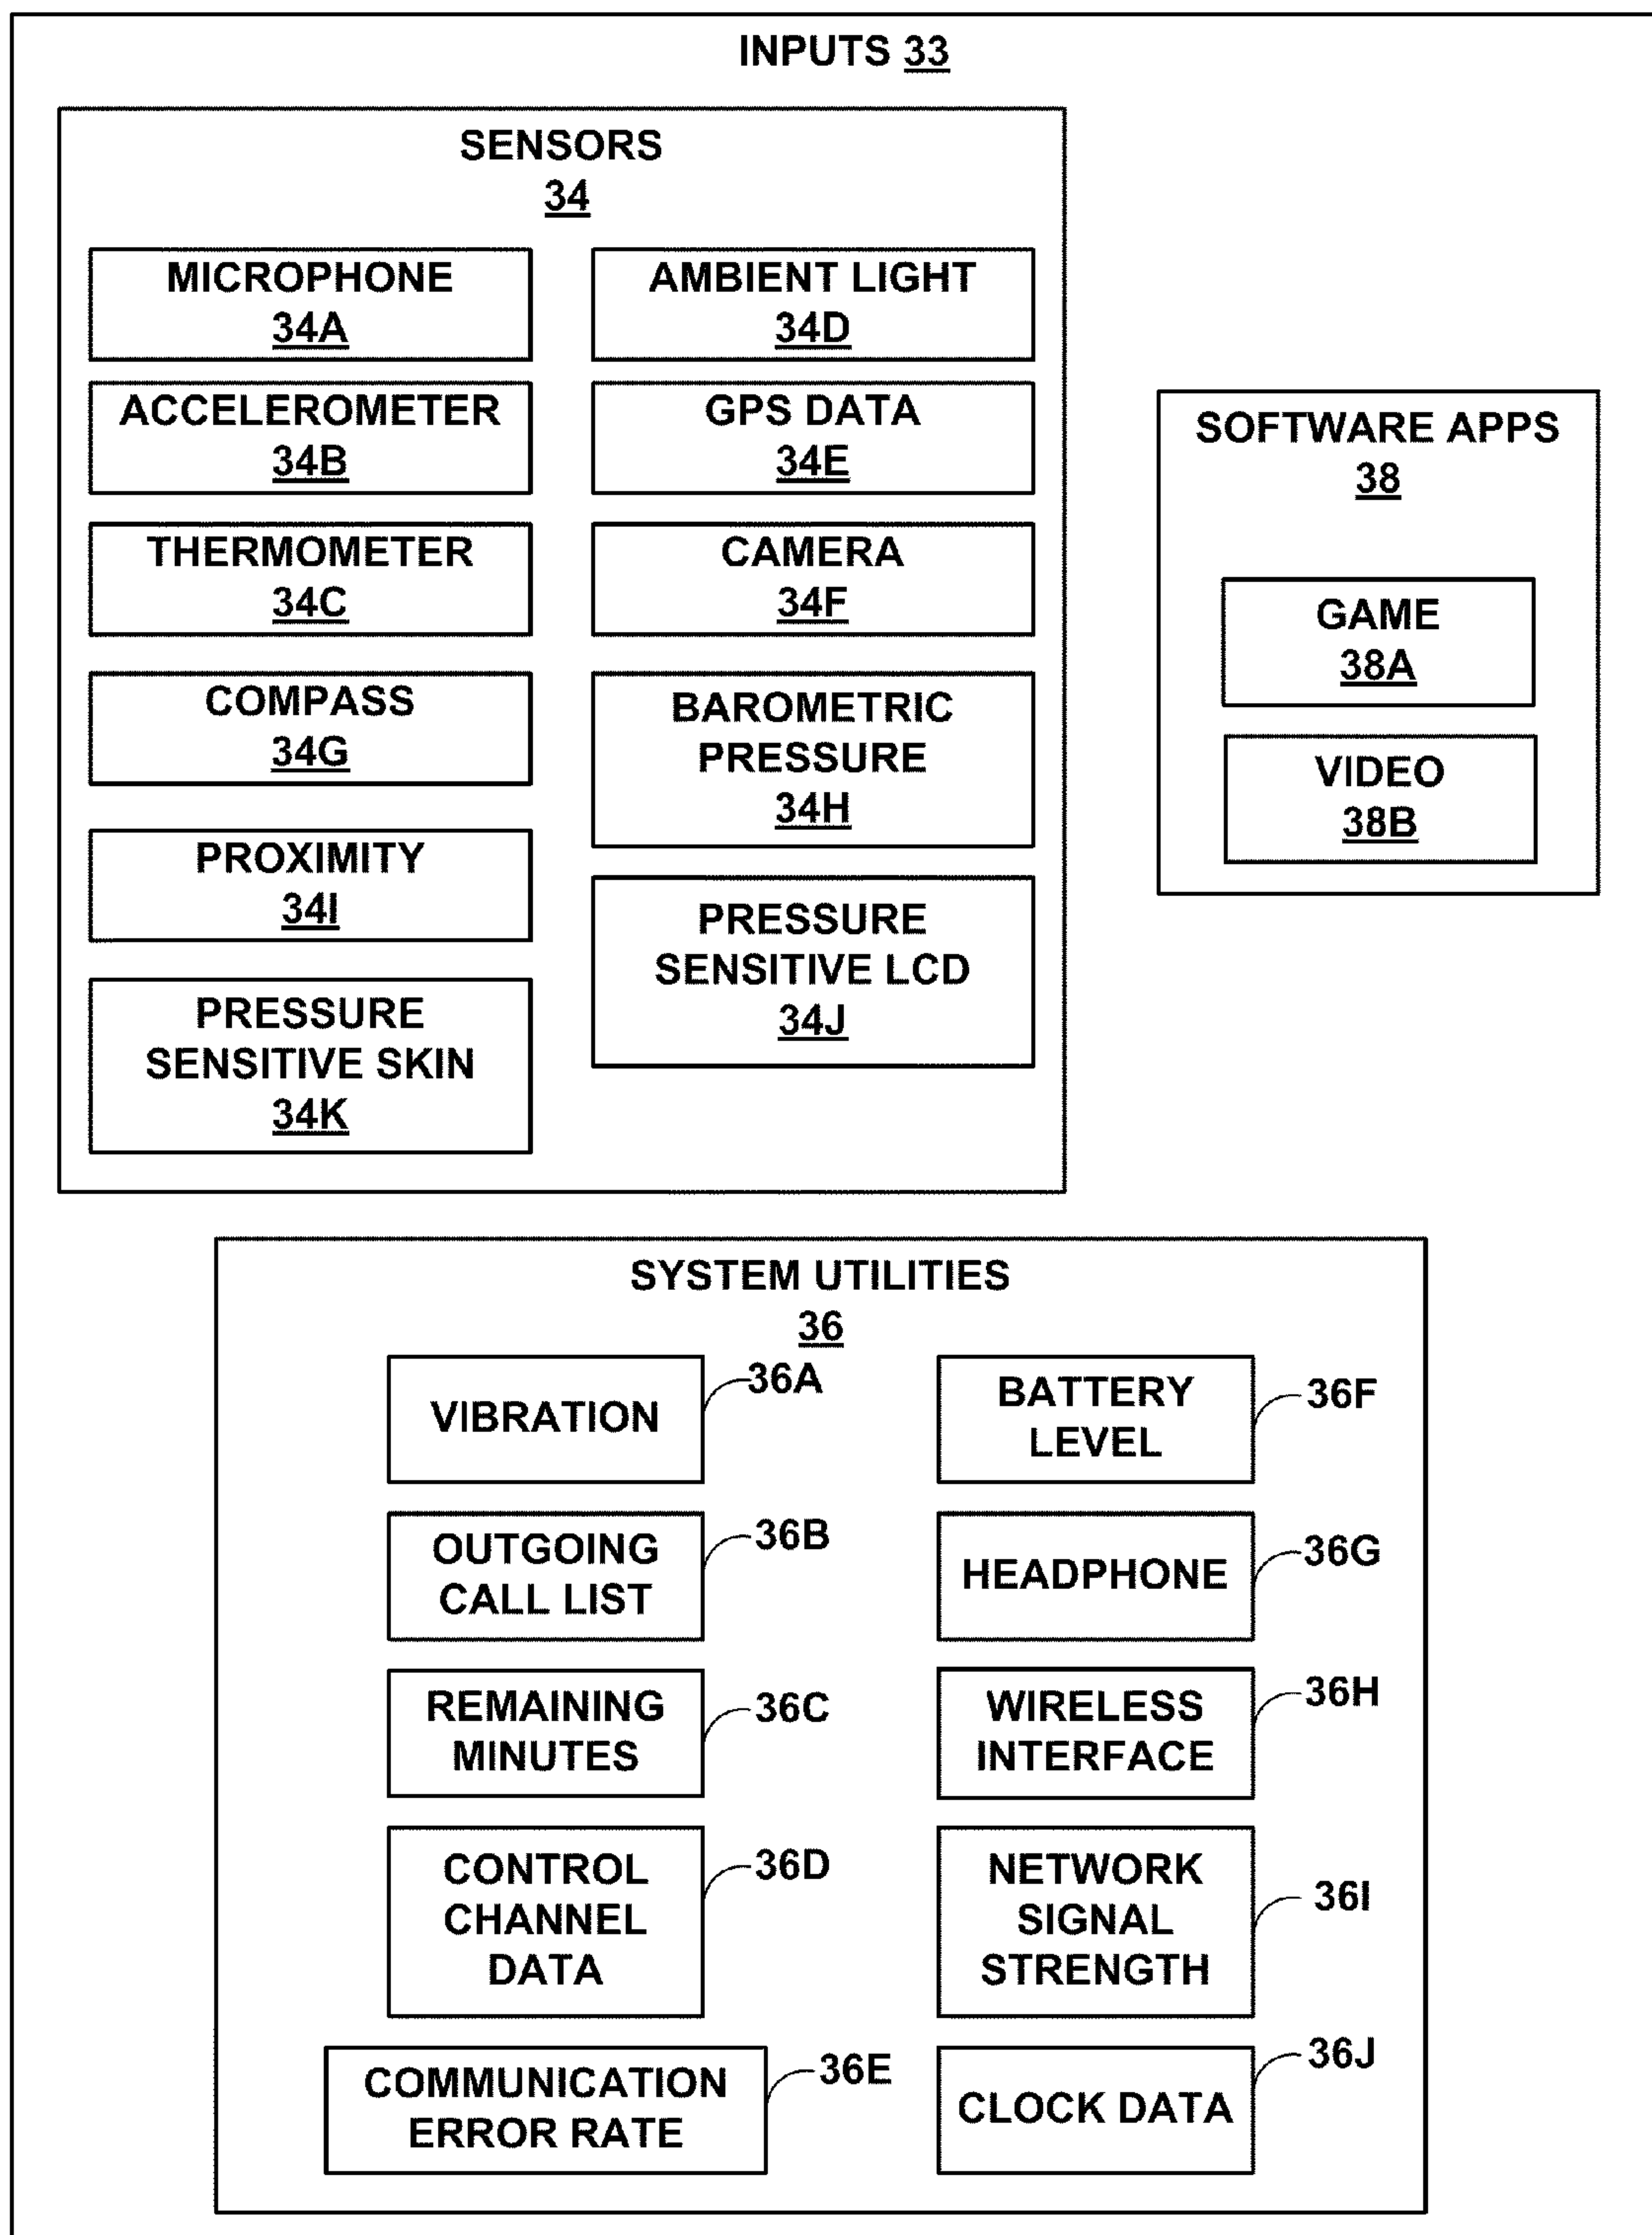 INPUTS 33
SENSORS
34
MICROPHONE
34A
AMBIENT LIGHT
34D
ACCELEROMETER
34B
GPS DATA
34E
THERMOMETER
34C
CAMERA
34F
COMPASS
34G
BAROMETRIC
PRESSURE
34H
PROXIMITY
34I
PRESSURE
SENSITIVE LCD
34J
PRESSURE
SENSITIVE SKIN
34K
SOFTWARE APPS
38
GAME
38A
VIDEO
38B
SYSTEM UTILITIES
36
VIBRATION
36A
BATTERY
LEVEL
36F
OUTGOING
CALL LIST
36B
HEADPHONE
36G
REMAINING
MINUTES
36C
WIRELESS
INTERFACE
36H
CONTROL
CHANNEL
DATA
36D
NETWORK
SIGNAL
STRENGTH
36I
COMMUNICATION
ERROR RATE
36E
CLOCK DATA
36J